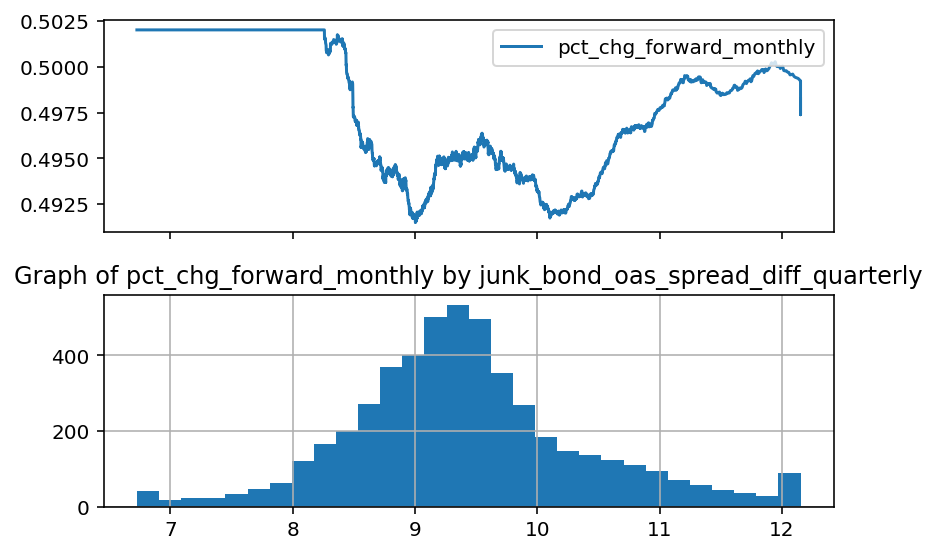 0.5025
0.5000
0.4975
0.4950
0.4925
pct_chg_forward_monthly
Graph of pct_chg_forward_monthly by junk_bond_oas_spread_diff_quarterly
400
200
0
7 8 9 10 11 12